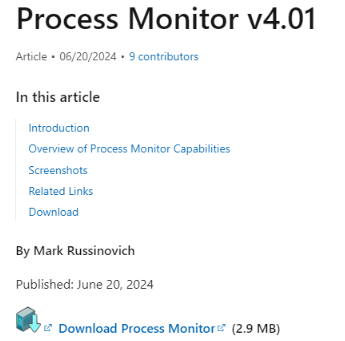 Process Monitor v4.01
Article • 06/20/2024 • 9 contributors
In this article
Introduction
Overview of Process Monitor Capabilities
Screenshots
Related Links
Download
By Mark Russinovich
Published: June 20, 2024
Download Process Monitor (2.9 MB)